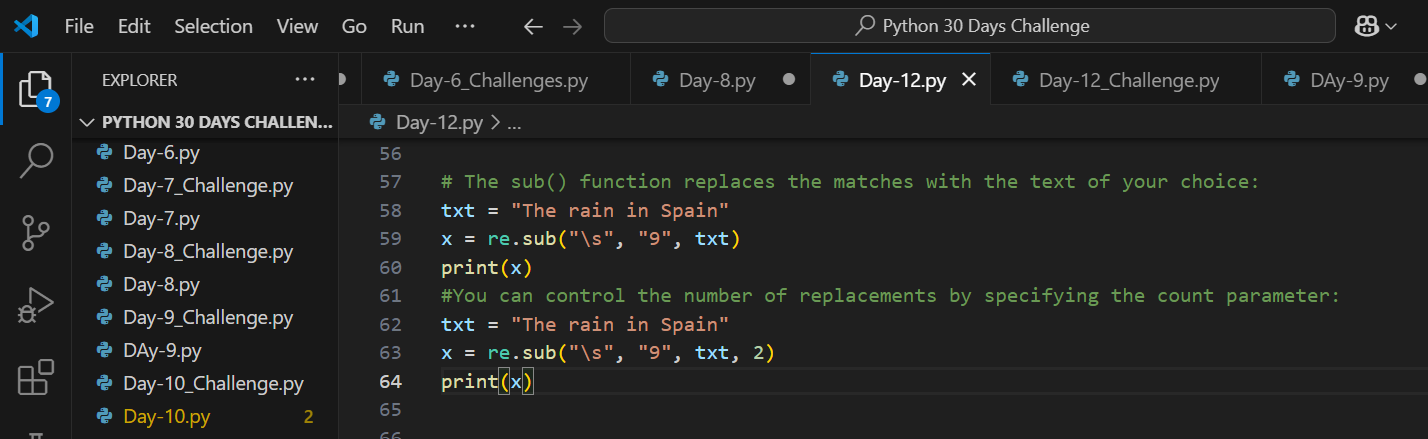 File Edit Selection View Go Run ··· Python 30 Days Challenge
EXPLORER ··· Day-6_Challenges.py Day-8.py Day-12.py Day-12_Challenge.py DAy-9.py
7
PYTHON 30 DAYS CHALLEN...
Day-12.py > ...
Day-6.py
Day-7_Challenge.py
Day-7.py
Day-8_Challenge.py
Day-8.py
Day-9_Challenge.py
DAy-9.py
Day-10_Challenge.py
Day-10.py 2
56
57 # The sub() function replaces the matches with the text of your choice:
58 txt = "The rain in Spain"
59 x = re.sub("\s", "9", txt)
60 print(x)
61 #You can control the number of replacements by specifying the count parameter:
62 txt = "The rain in Spain"
63 x = re.sub("\s", "9", txt, 2)
64 print(x)
65